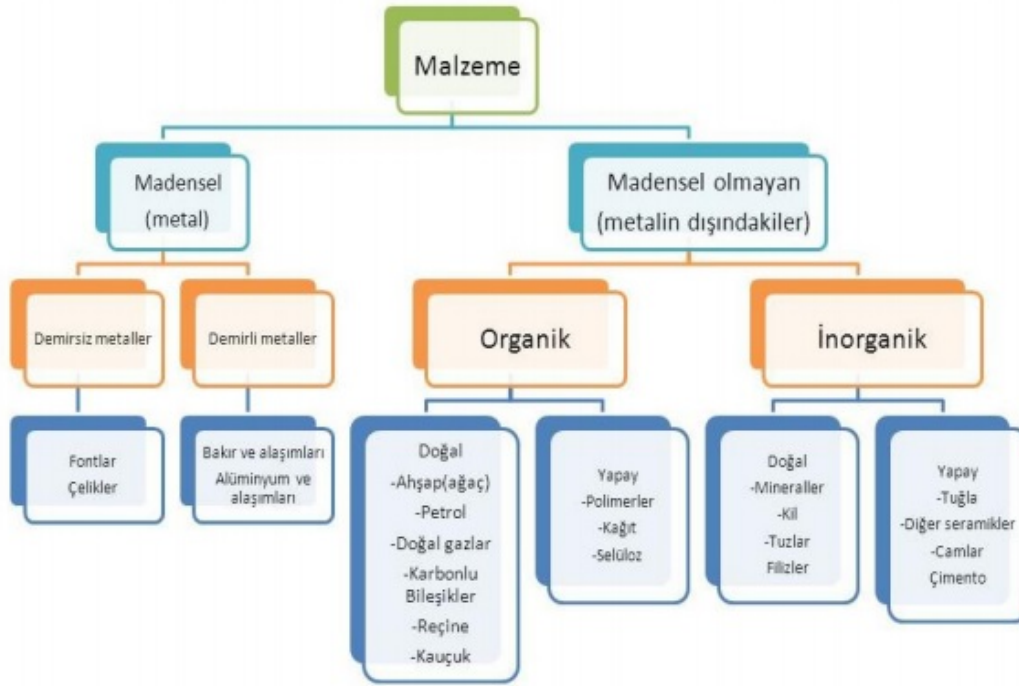 Malzeme
Madensel
(metal)
Madensel olmayan
(metalin dışındakiler)
Demirsiz metaller
Demirli metaller
Organik
İnorganik
Fontlar
Çelikler
Bakır ve alaşımları
Alüminyum ve
alaşımları
Doğal
-Ahşap(ağaç)
-Petrol
-Doğal gazlar
-Karbonlu
Bileşikler
-Reçine
-Kauçuk
Yapay
-Polimerler
-Kağıt
-Selüloz
Doğal
-Mineraller
-Kil
-Tuzlar
Filizler
Yapay
-Tuğla
-Diğer seramikler
-Camlar
Çimento